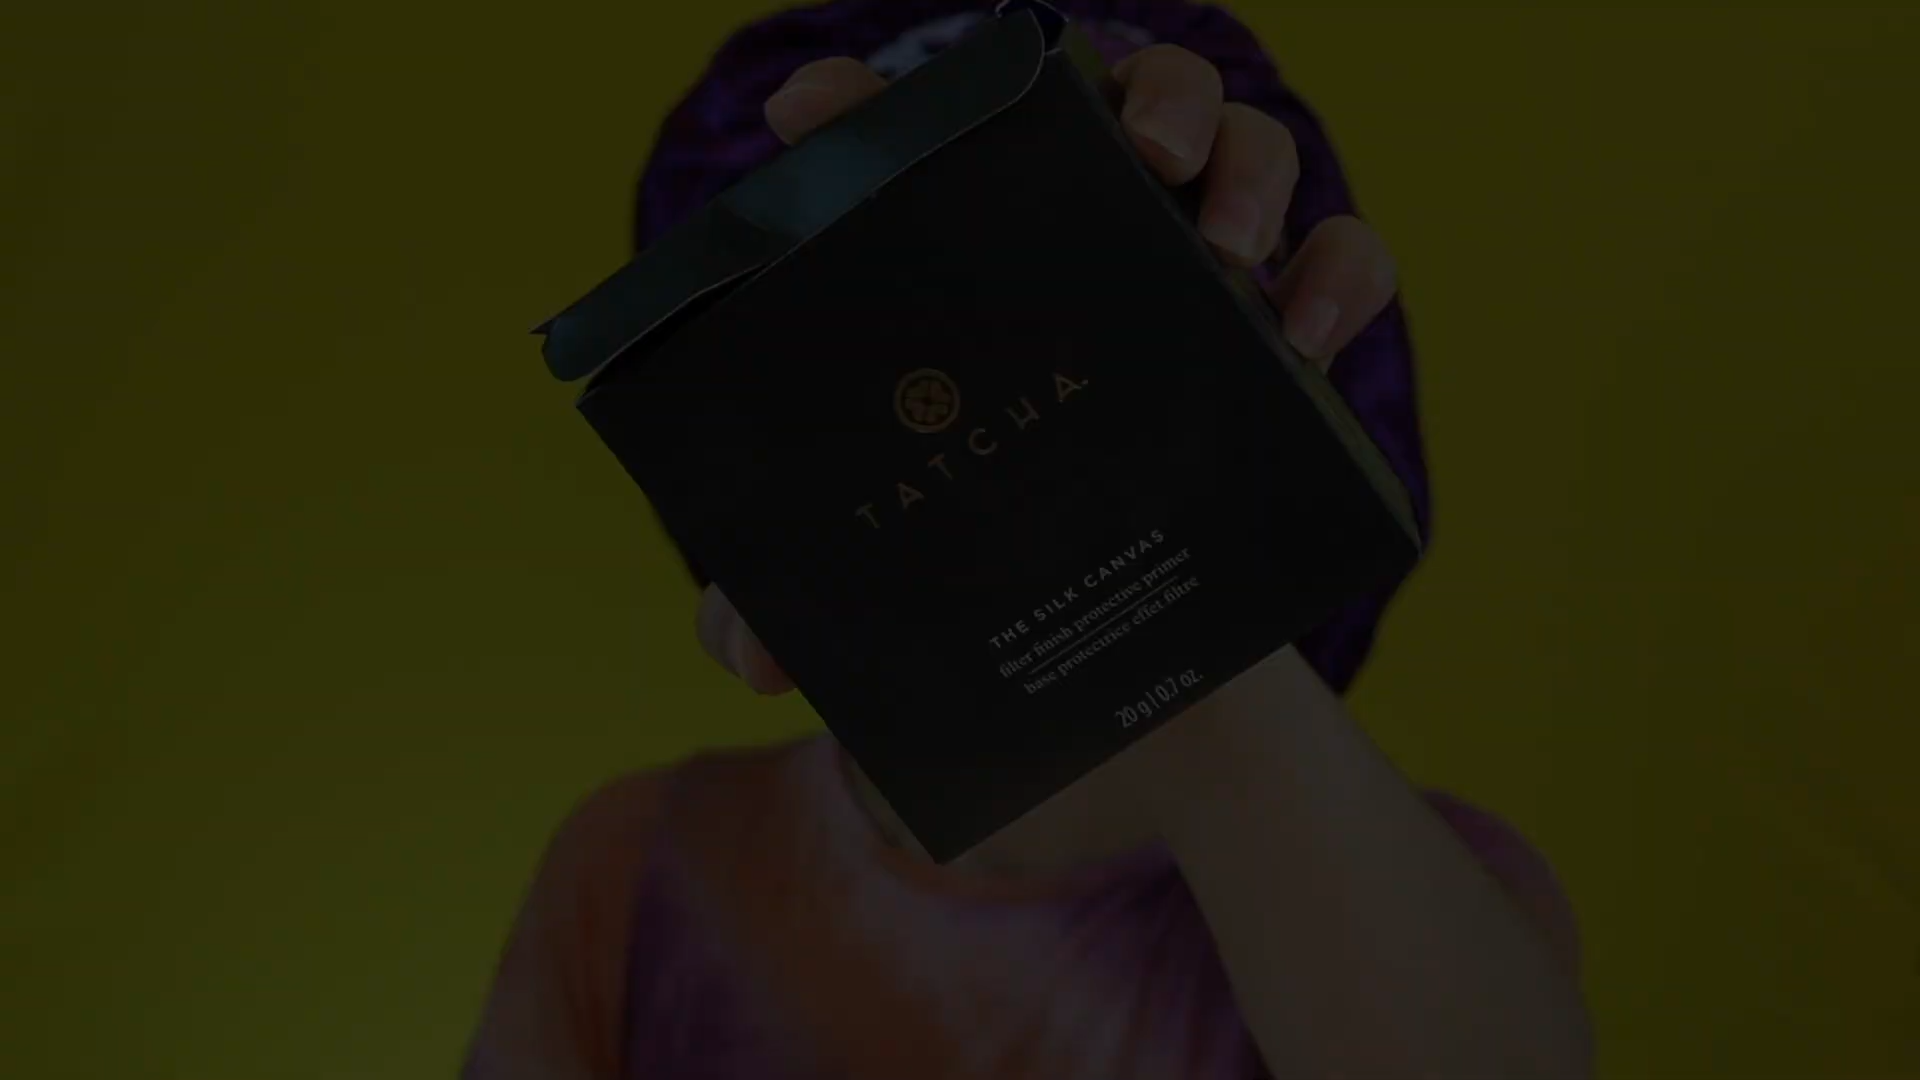 TATCHA.
THE SILK CANVAS
filter finish protective primer
base protectrice effet filtre
20 g | 0.7 oz.